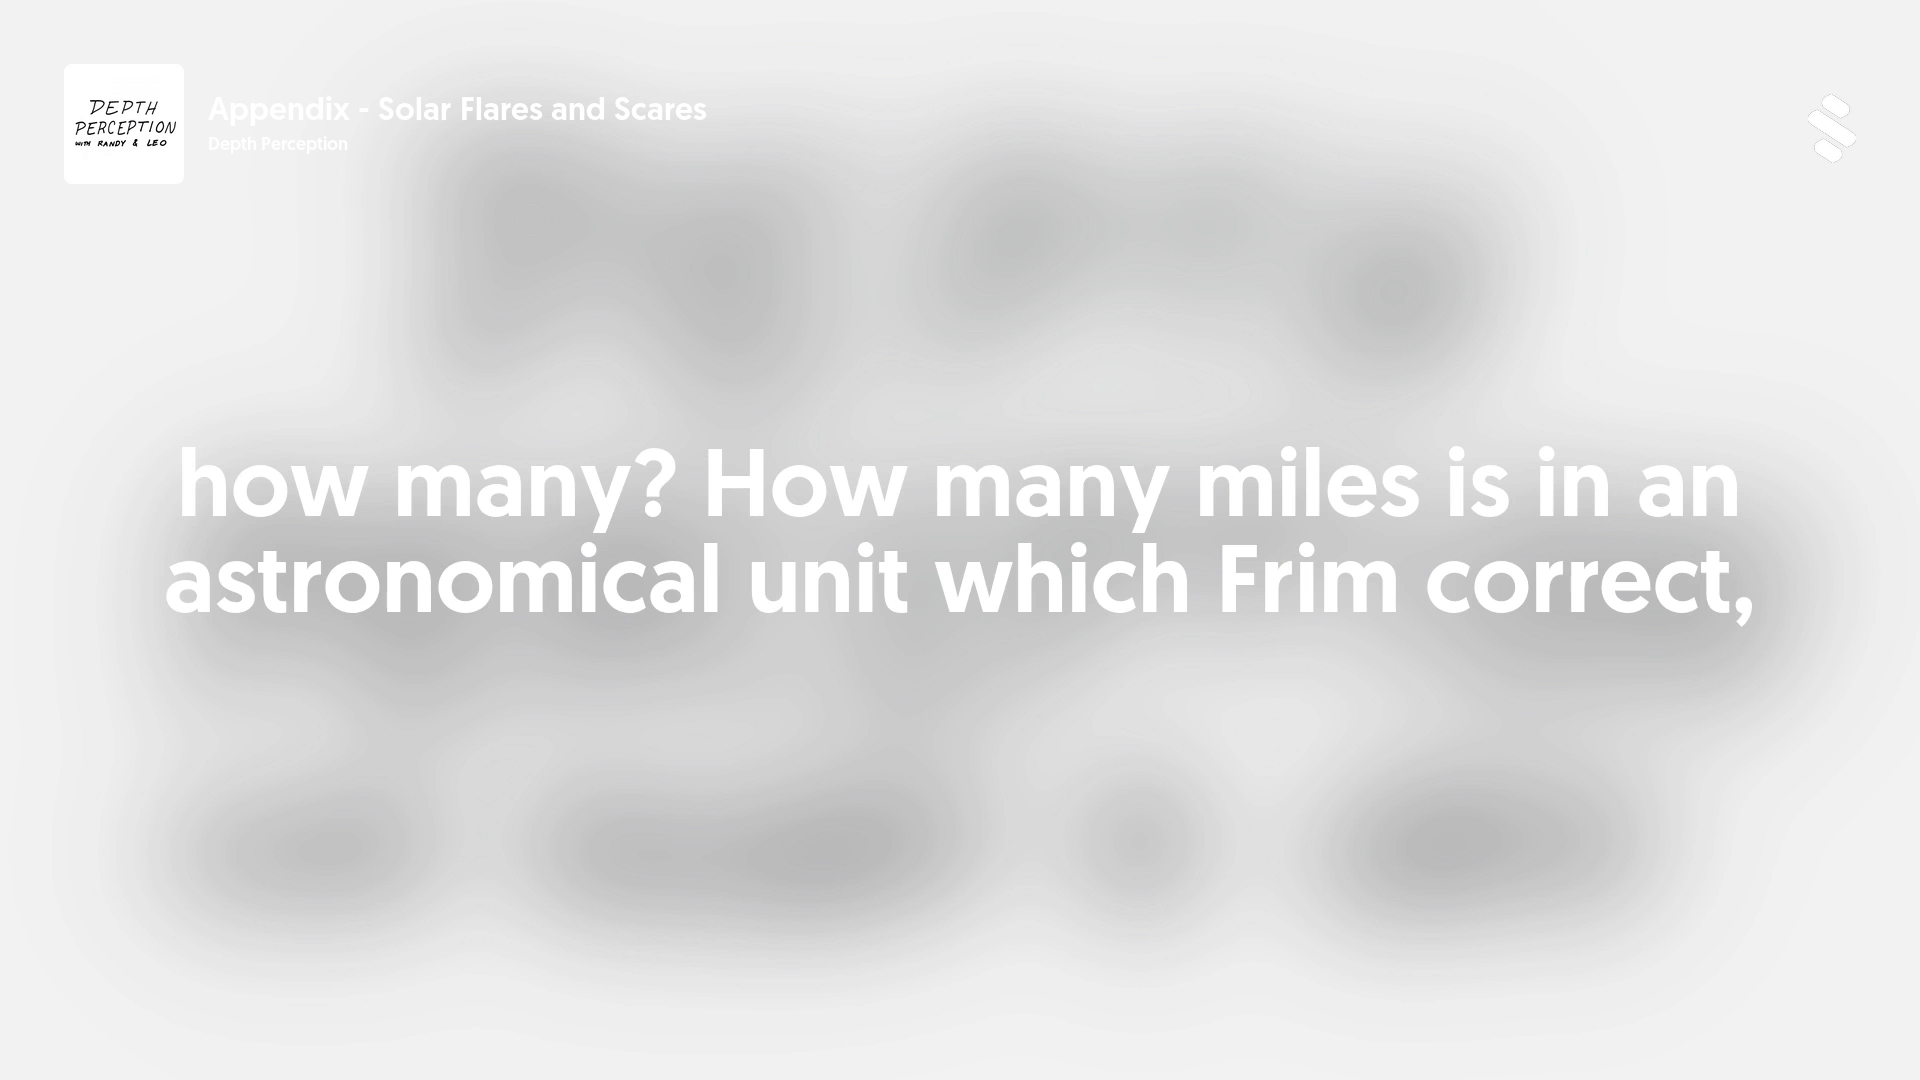 DEPTH
PERCEPTION
WITH RANDY & LEO
Appendix - Solar Flares and Scares
Depth Perception
how many? How many miles is in an
astronomical unit which Frim correct,